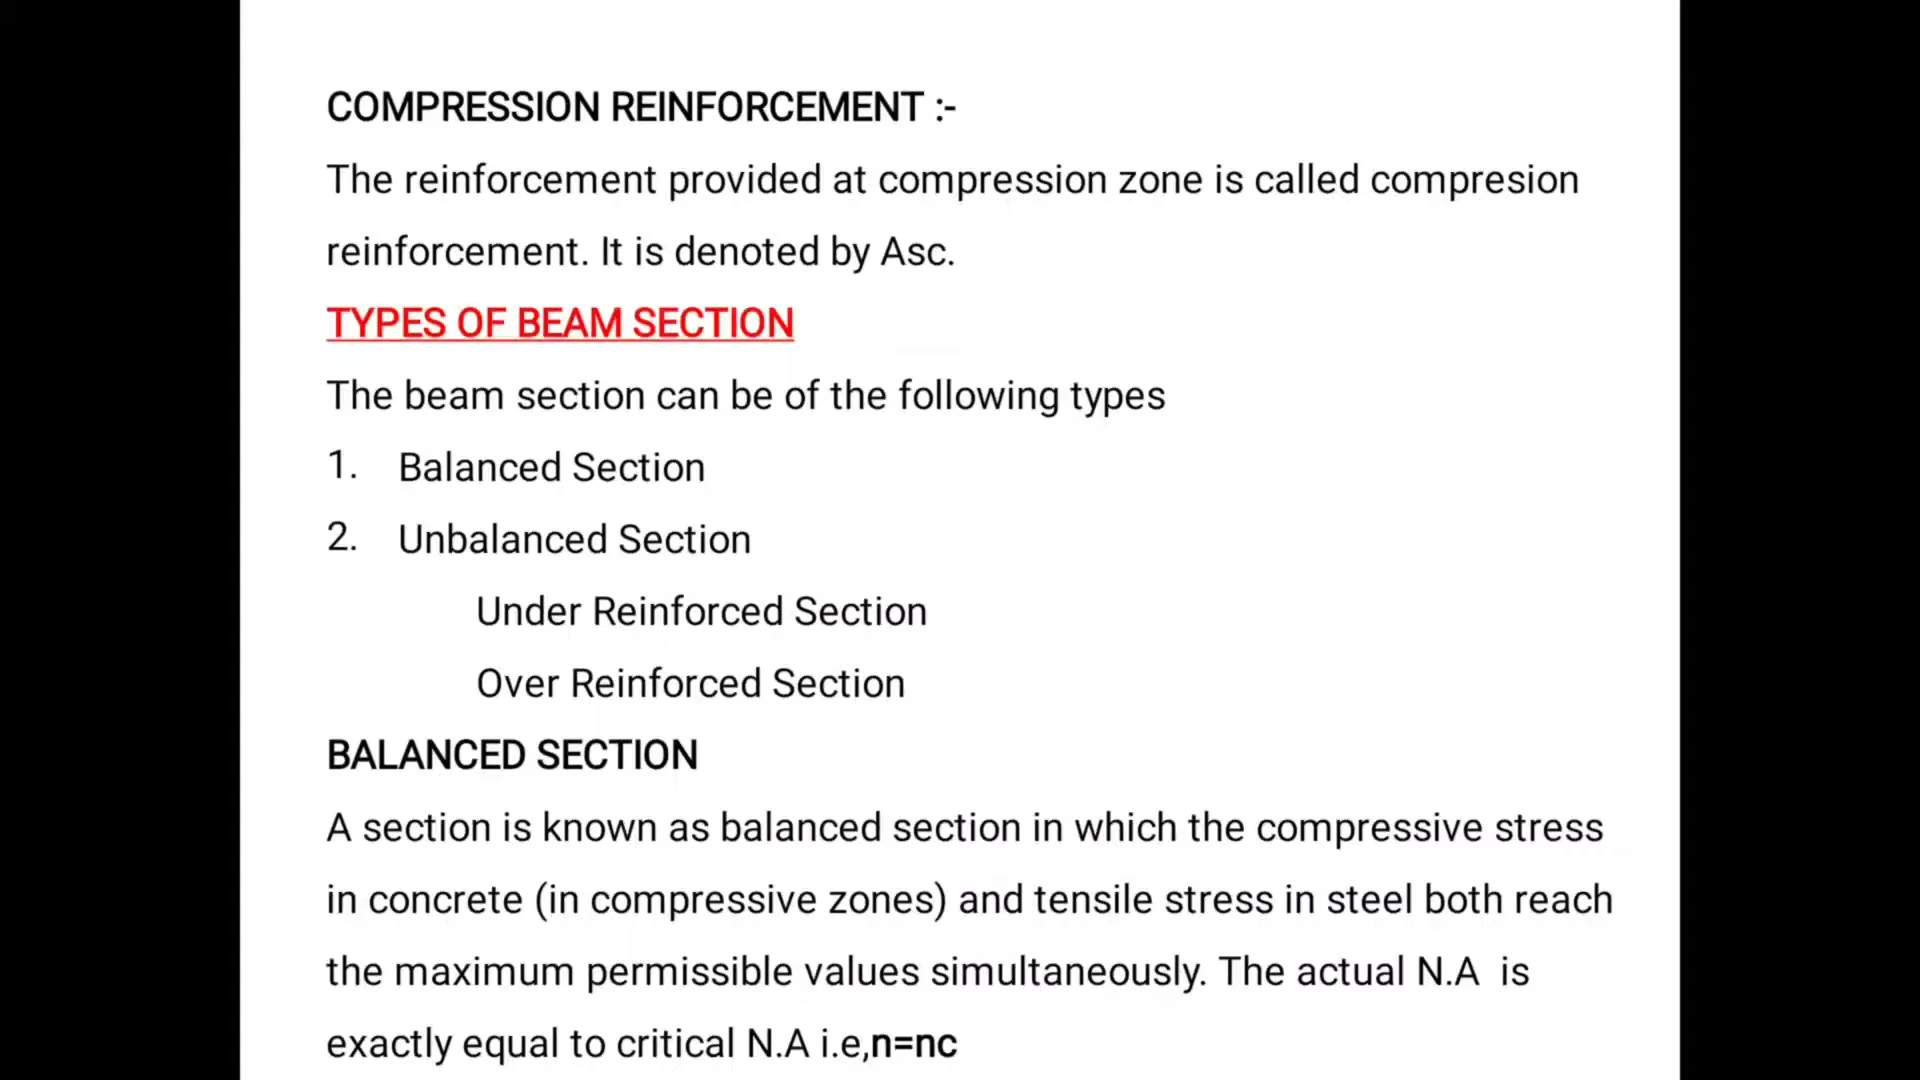 COMPRESSION REINFORCEMENT :-
The reinforcement provided at compression zone is called compresion
reinforcement. It is denoted by Asc.
TYPES OF BEAM SECTION
The beam section can be of the following types
1. Balanced Section
2. Unbalanced Section
Under Reinforced Section
Over Reinforced Section
BALANCED SECTION
A section is known as balanced section in which the compressive stress
in concrete (in compressive zones) and tensile stress in steel both reach
the maximum permissible values simultaneously. The actual N.A  is
exactly equal to critical N.A i.e,n=nc